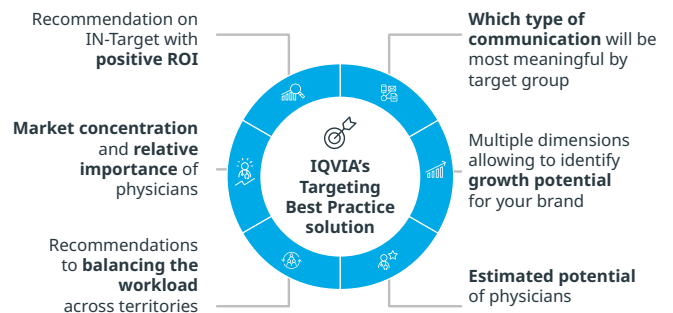 Recommendation on
IN-Target with
positive ROI
Market concentration
and relative
importance of
physicians
Recommendations
to balancing the
workload
across territories
IQVIA's
Targeting
Best Practice
solution
Which type of
communication will be
most meaningful by
target group
Multiple dimensions
allowing to identify
growth potential
for your brand
Estimated potential
of physicians